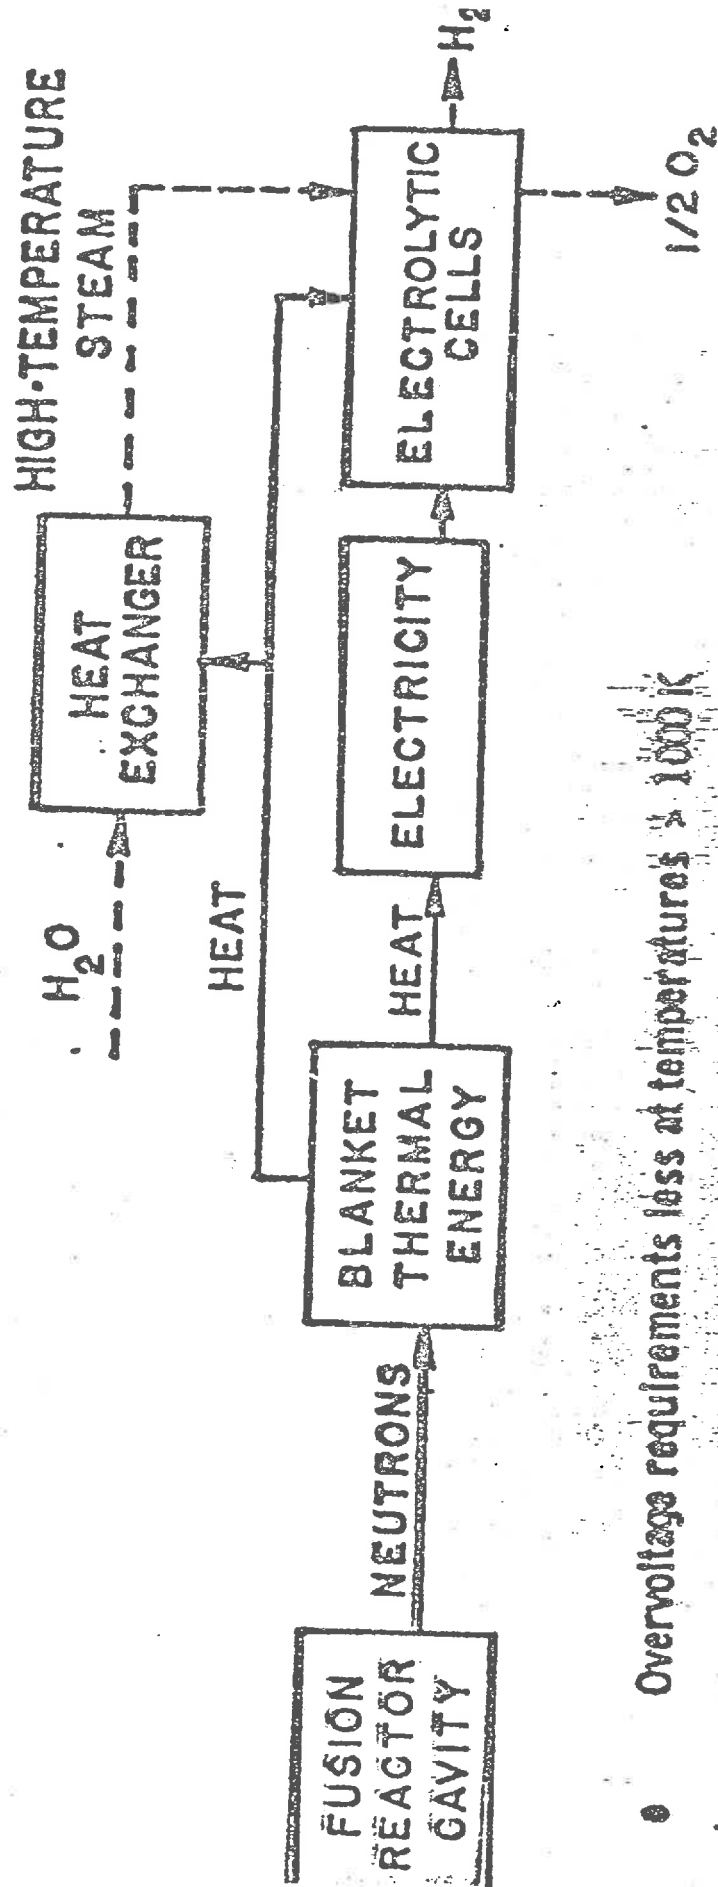 HIGH-TEMPERATURE
STEAM
H2O
HEAT
EXCHANGER
HEAT
H2
FUSION
REACTOR
CAVITY
NEUTRONS
BLANKET
THERMAL
ENERGY
HEAT
ELECTRICITY
ELECTROLYTIC
CELLS
1/2 O2
• Overvoltage requirements less at temperatures > 1000 K